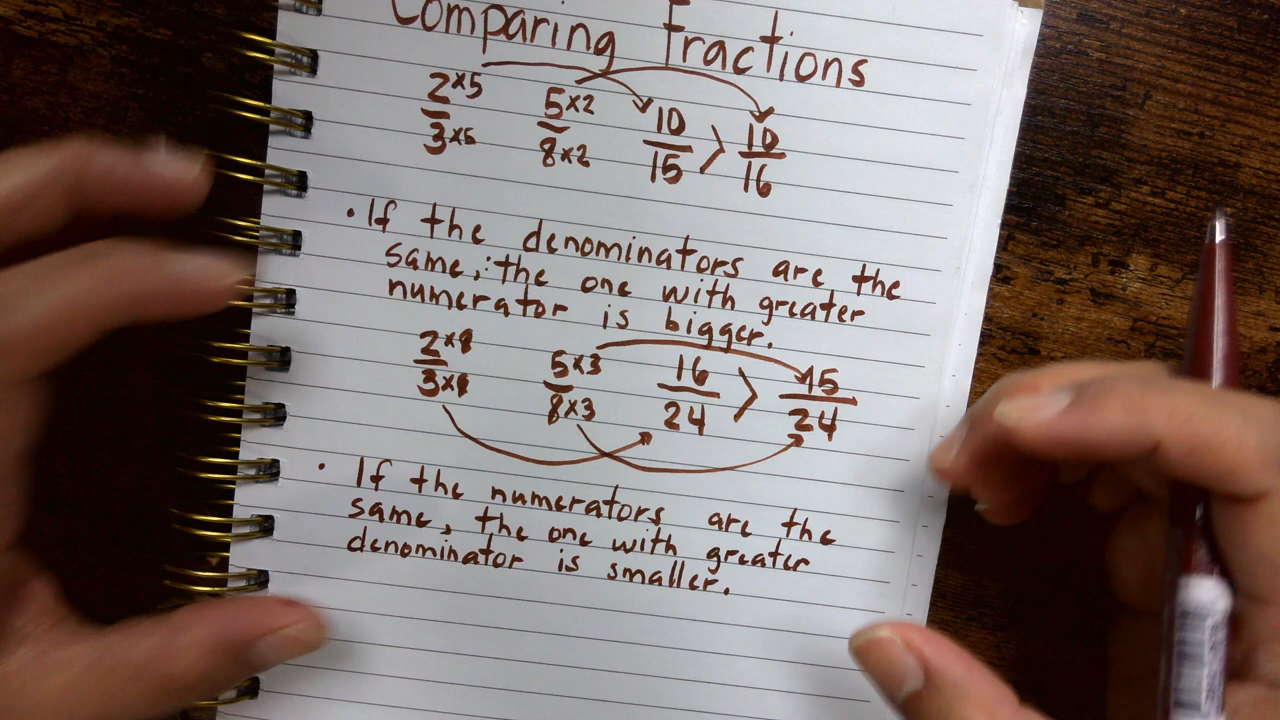 Comparing Fractions
2×5/3×5 5×2/8×2 10/15 > 10/16
· If the denominators are the
same, the one with greater
numerator is bigger.
2×8/3×8 5×3/8×3 16/24 > 15/24
· If the numerators are the
same, the one with greater
denominator is smaller.